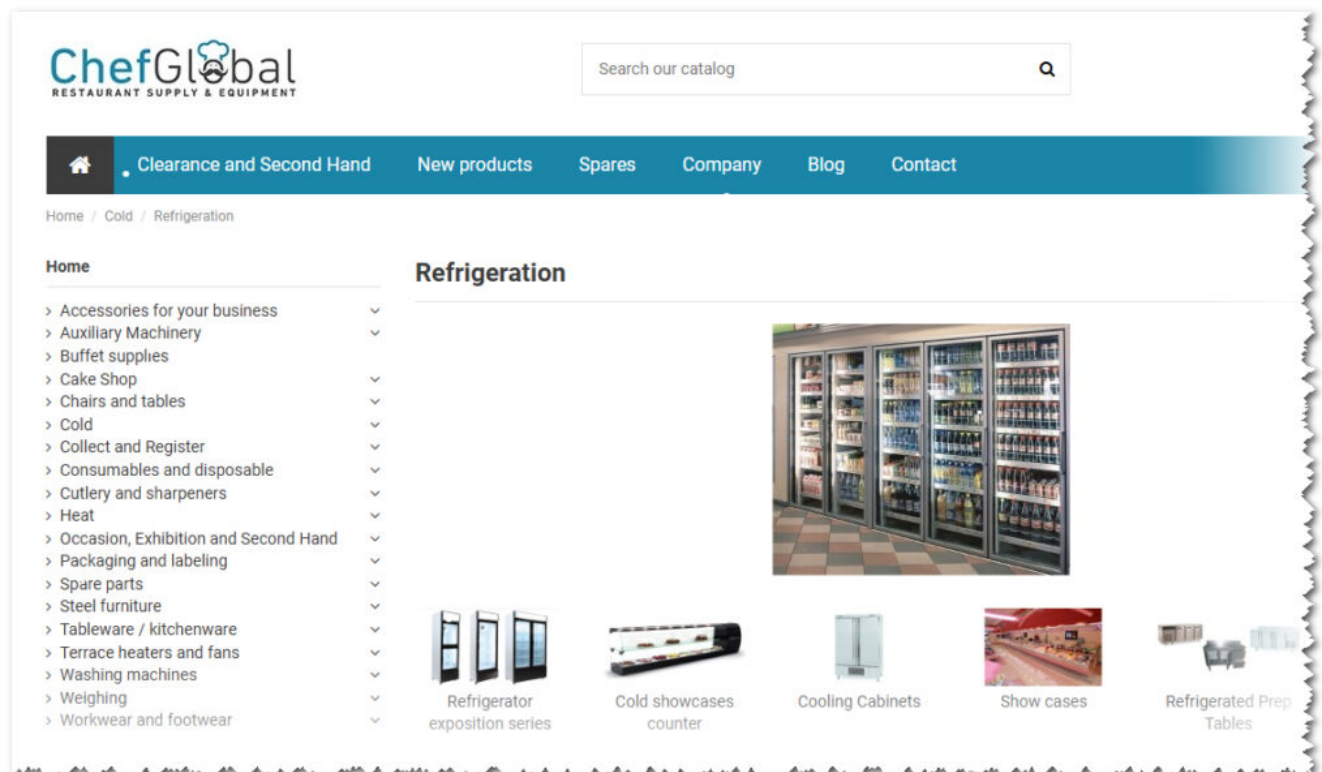 ChefGlobal
RESTAURANT SUPPLY & EQUIPMENT
Search our catalog
Clearance and Second Hand New products Spares Company Blog Contact
Home / Cold / Refrigeration
Home
Accessories for your business
Auxiliary Machinery
Buffet supplies
Cake Shop
Chairs and tables
Cold
Collect and Register
Consumables and disposable
Cutlery and sharpeners
Heat
Occasion, Exhibition and Second Hand
Packaging and labeling
Spare parts
Steel furniture
Tableware / kitchenware
Terrace heaters and fans
Washing machines
Weighing
Workwear and footwear
Refrigeration
Refrigerator
exposition series
Cold showcases
counter
Cooling Cabinets
Show cases
Refrigerated Prep
Tables